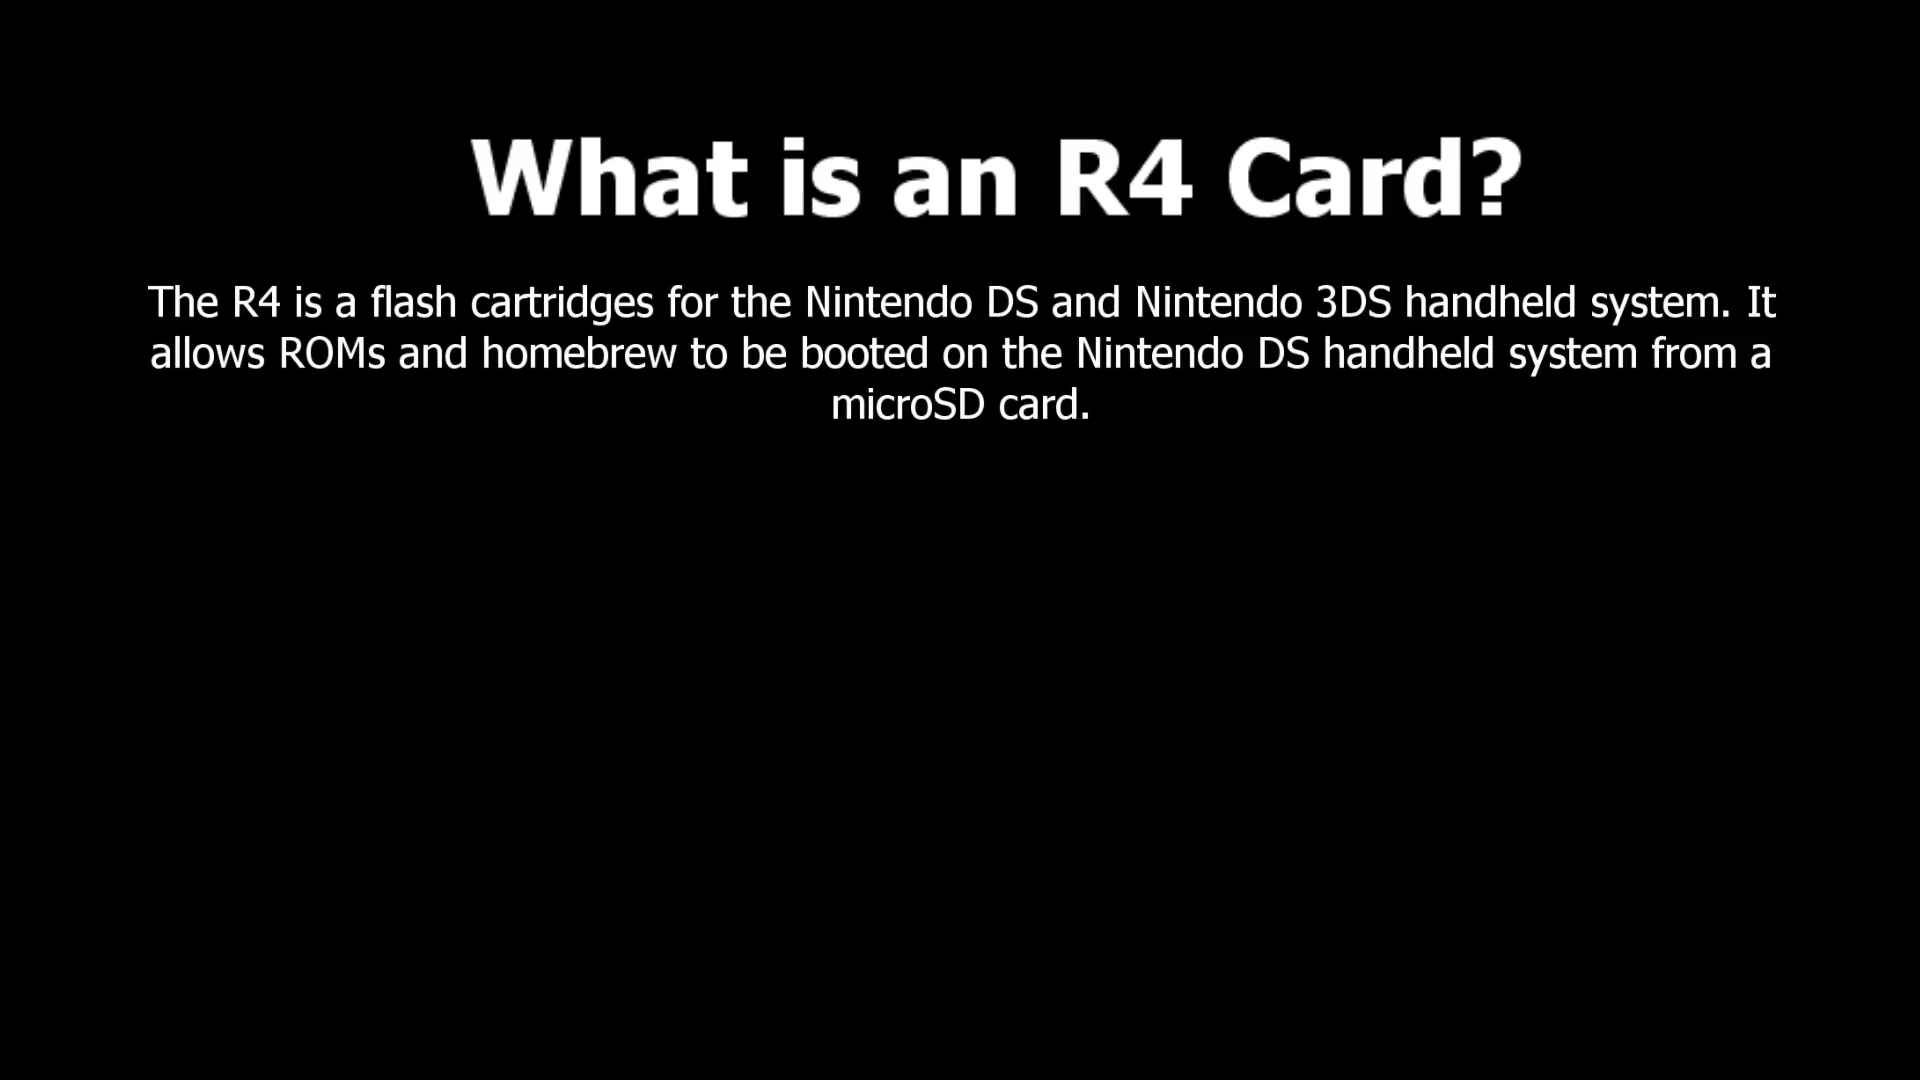 What is an R4 Card?
The R4 is a flash cartridges for the Nintendo DS and Nintendo 3DS handheld system. It
allows ROMs and homebrew to be booted on the Nintendo DS handheld system from a
microSD card.